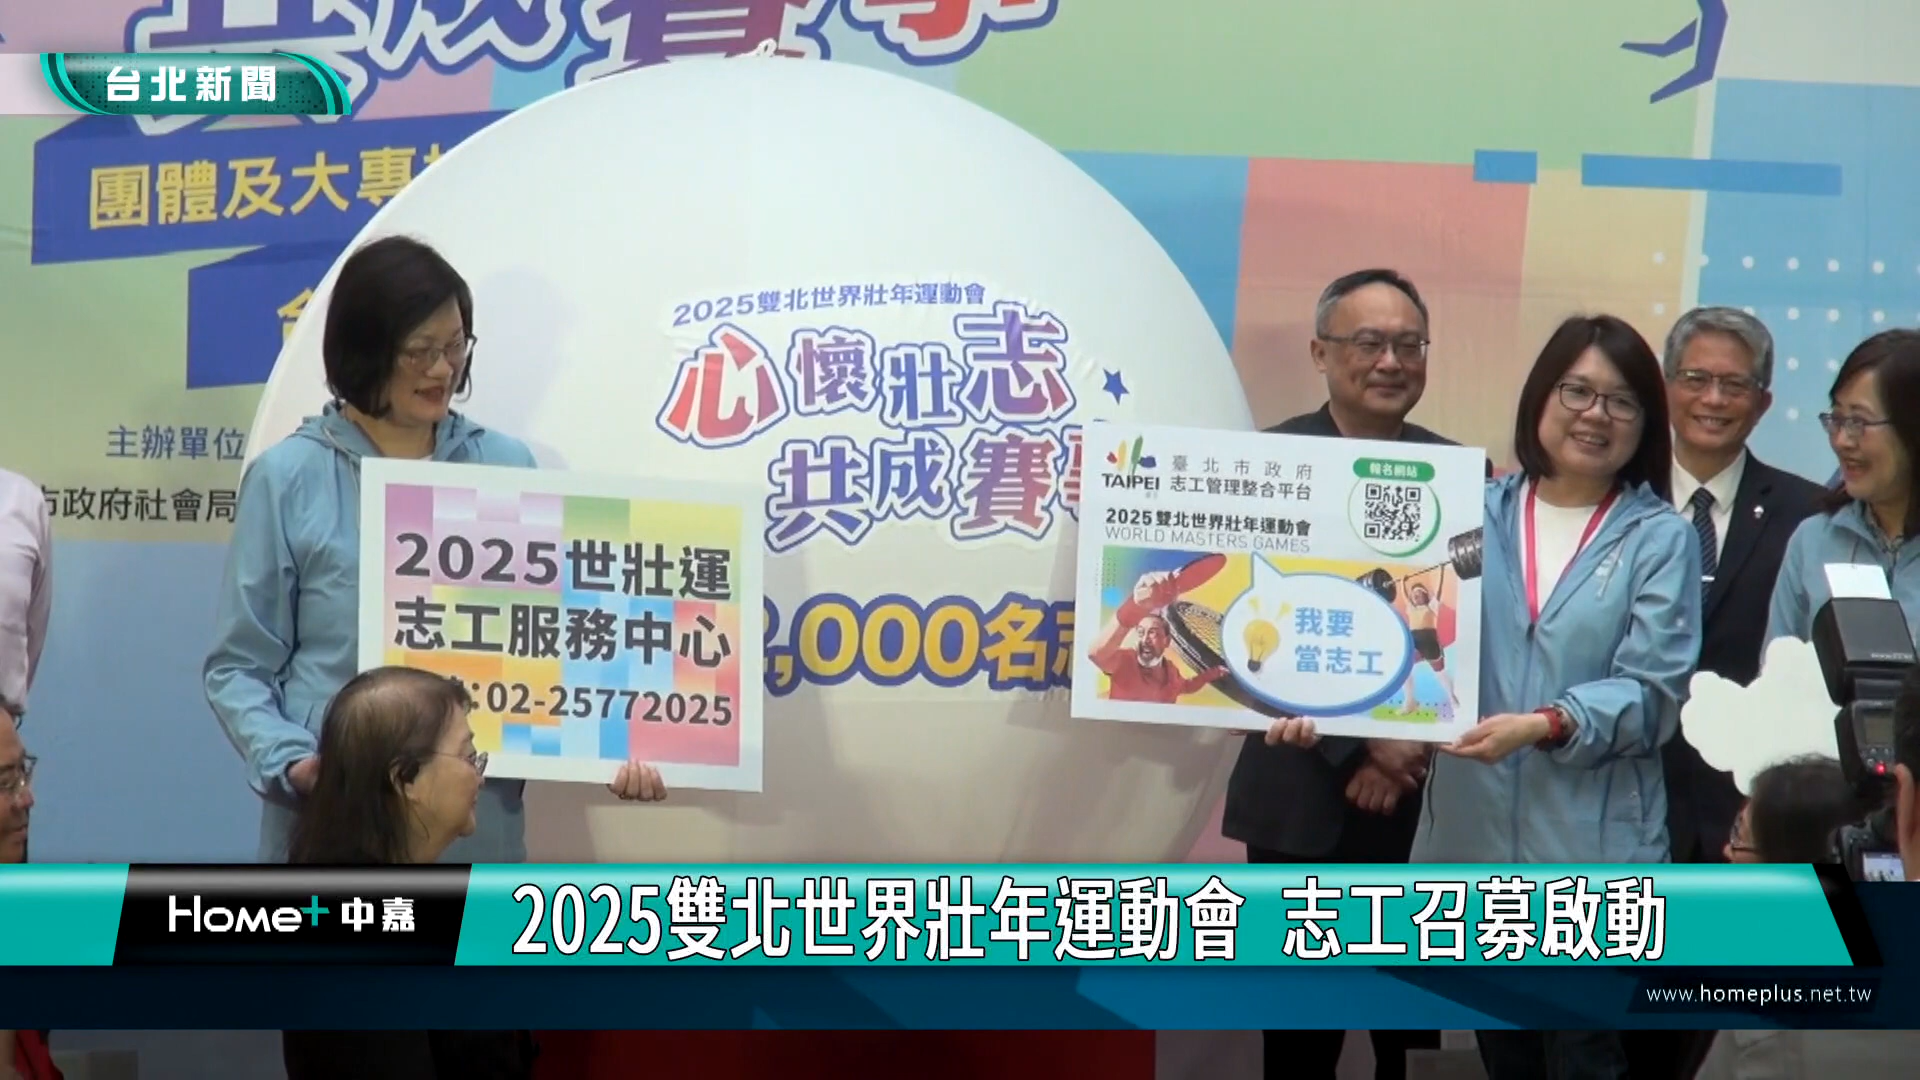 台北新聞
共成賽事
團體及大專
主辦單位
市政府社會局
2025雙北世界壯年運動會
心懷壯志
共成賽
2,000名志
2025世壯運
志工服務中心
:02-25772025
TAIPEI
臺北市政府
志工管理整合平台
報名網站
2025雙北世界壯年運動會
WORLD MASTERS GAMES
我要
當志工
Home+中嘉
2025雙北世界壯年運動會 志工召募啟動
www.homeplus.net.tw